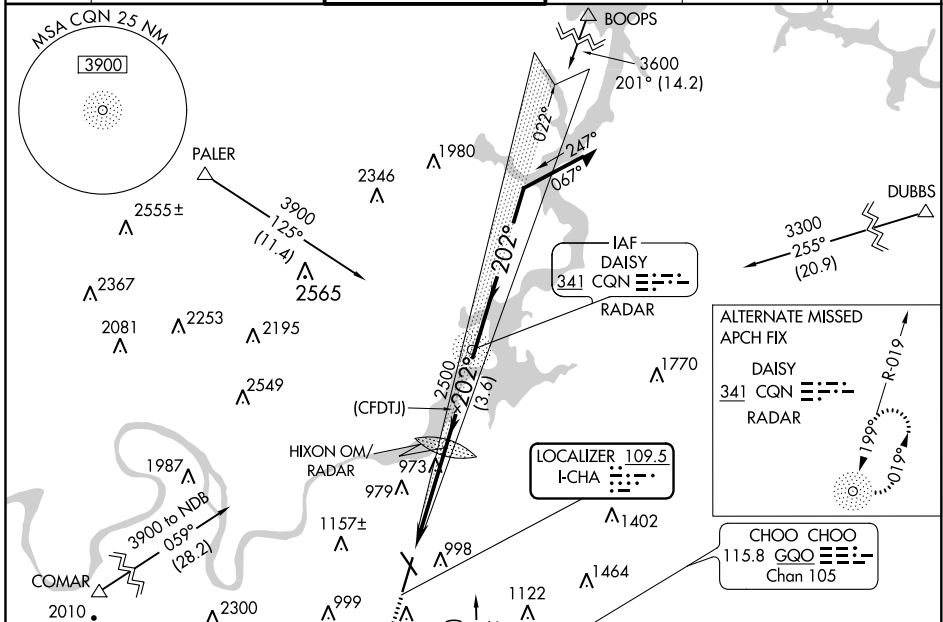 MSA CQN 25 NM
3900
BOOPS
3600
201° (14.2)
022°
247°
067°
1980
2346
PALER
3900
125°
(11.4)
2555±
2565
DUBBS
3300
255°
(20.9)
202°
IAF
DAISY
341 CQN
RADAR
2367
2253
2081
2195
2549
ALTERNATE MISSED
APCH FIX
DAISY
341 CQN
RADAR
R-019
199°
019°
1770
2500
202°
(3.6)
(CFDTJ)
HIXON OM/
RADAR
973
979
LOCALIZER 109.5
I-CHA
1987
1157±
1402
3900 to NDB
059°
(28.2)
COMAR
2010
2300
999
998
1464
1122
CHOO CHOO
115.8 GQO
Chan 105